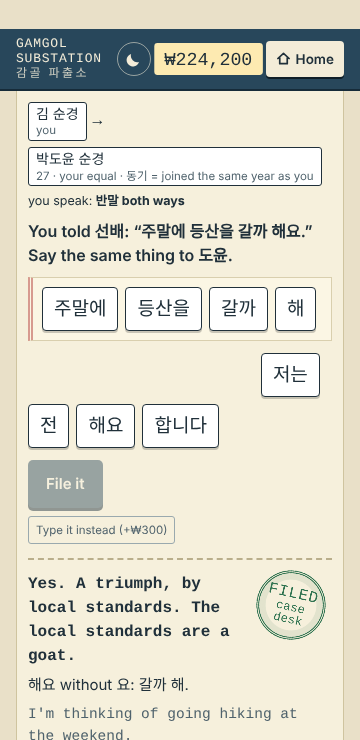 GAMGOL
SUBSTATION
감골 파출소
₩224,200
Home
김 순경
you
→
박도윤 순경
27 · your equal · 동기 = joined the same year as you
you speak: 반말 both ways
You told 선배: “주말에 등산을 갈까 해요.”
Say the same thing to 도윤.
주말에 등산을 갈까 해
저는
전 해요 합니다
File it
Type it instead (+₩300)
Yes. A triumph, by
local standards. The
local standards are a
goat.
FILED
case
desk
해요 without 요: 갈까 해.
I'm thinking of going hiking at
the weekend.